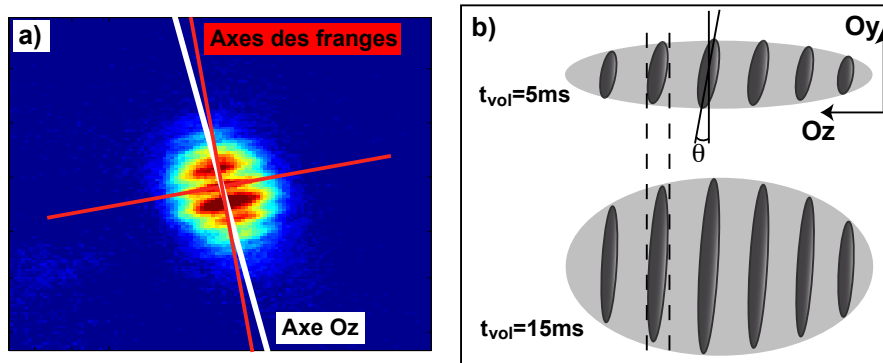 a)
Axes des franges
Axe Oz
b)
Oy
t_vol=5ms
Oz
θ
t_vol=15ms